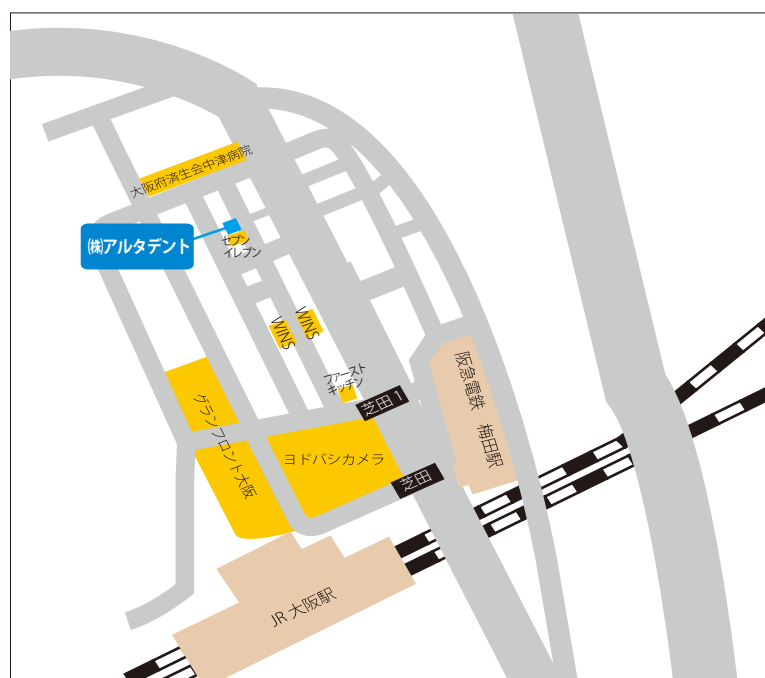 大阪府済生会中津病院
㈱アルタデント
セブン
イレブン
WINS
WINS
ファースト
キッチン
芝田1
阪急電鉄 梅田駅
グランフロント大阪
ヨドバシカメラ
芝田
JR 大阪駅